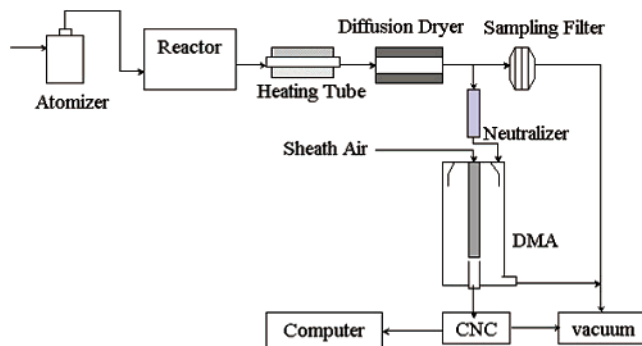 Diffusion Dryer
Sampling Filter
Reactor
Atomizer
Heating Tube
Neutralizer
Sheath Air
DMA
Computer
CNC
vacuum